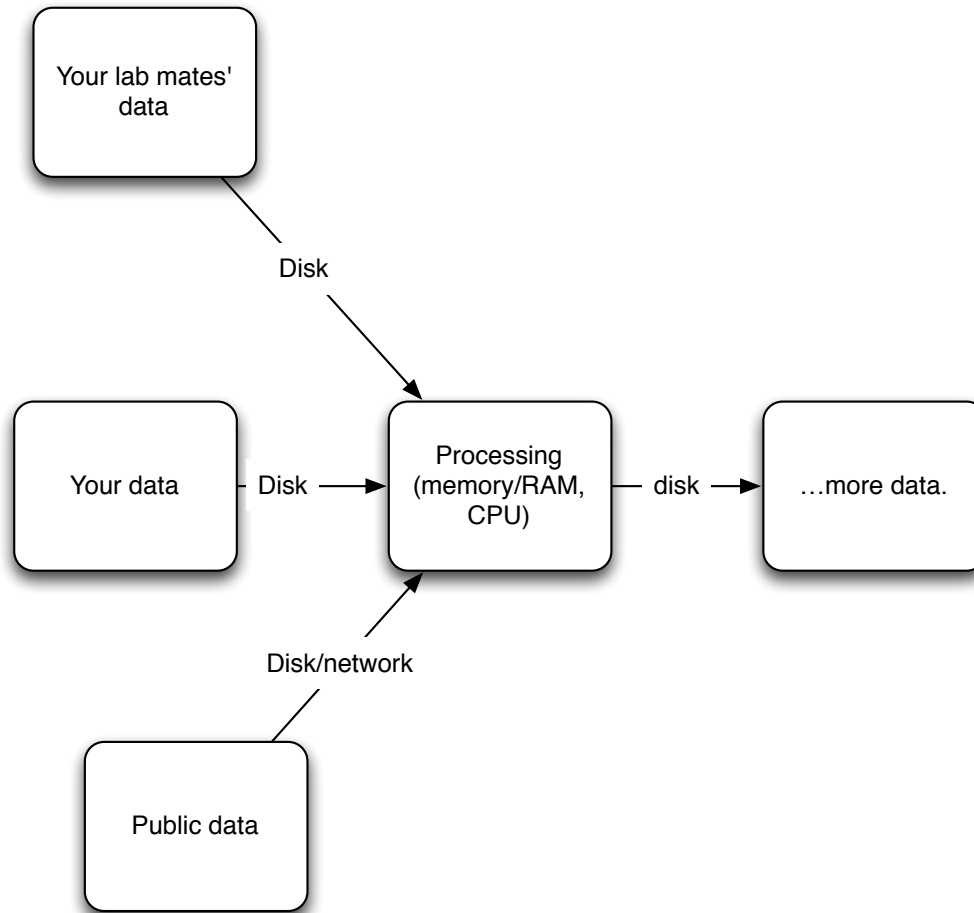 Your lab mates'
data
Disk
Your data
Disk
Processing
(memory/RAM,
CPU)
disk
…more data.
Disk/network
Public data